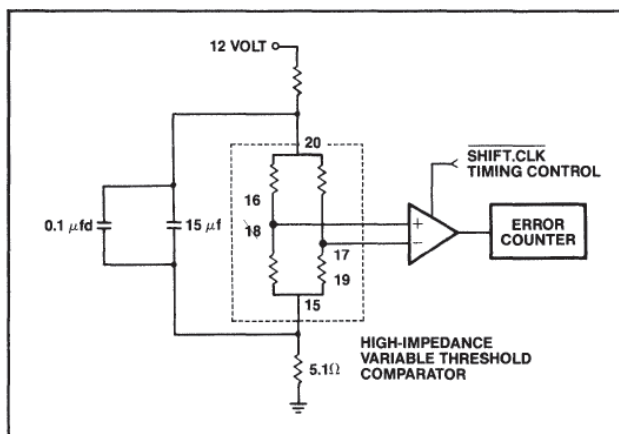 12 VOLT
20
SHIFT.CLK
TIMING CONTROL
16
0.1 μfd
15 μf
18
+
−
ERROR
COUNTER
17
19
15
HIGH-IMPEDANCE
VARIABLE THRESHOLD
COMPARATOR
5.1Ω